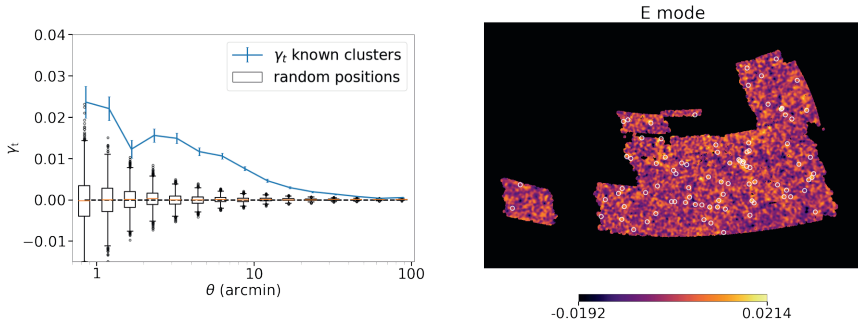 0.04
0.03
0.02
0.01
0.00
−0.01
γt
γt known clusters
random positions
1
10
100
θ (arcmin)
E mode
-0.0192
0.0214